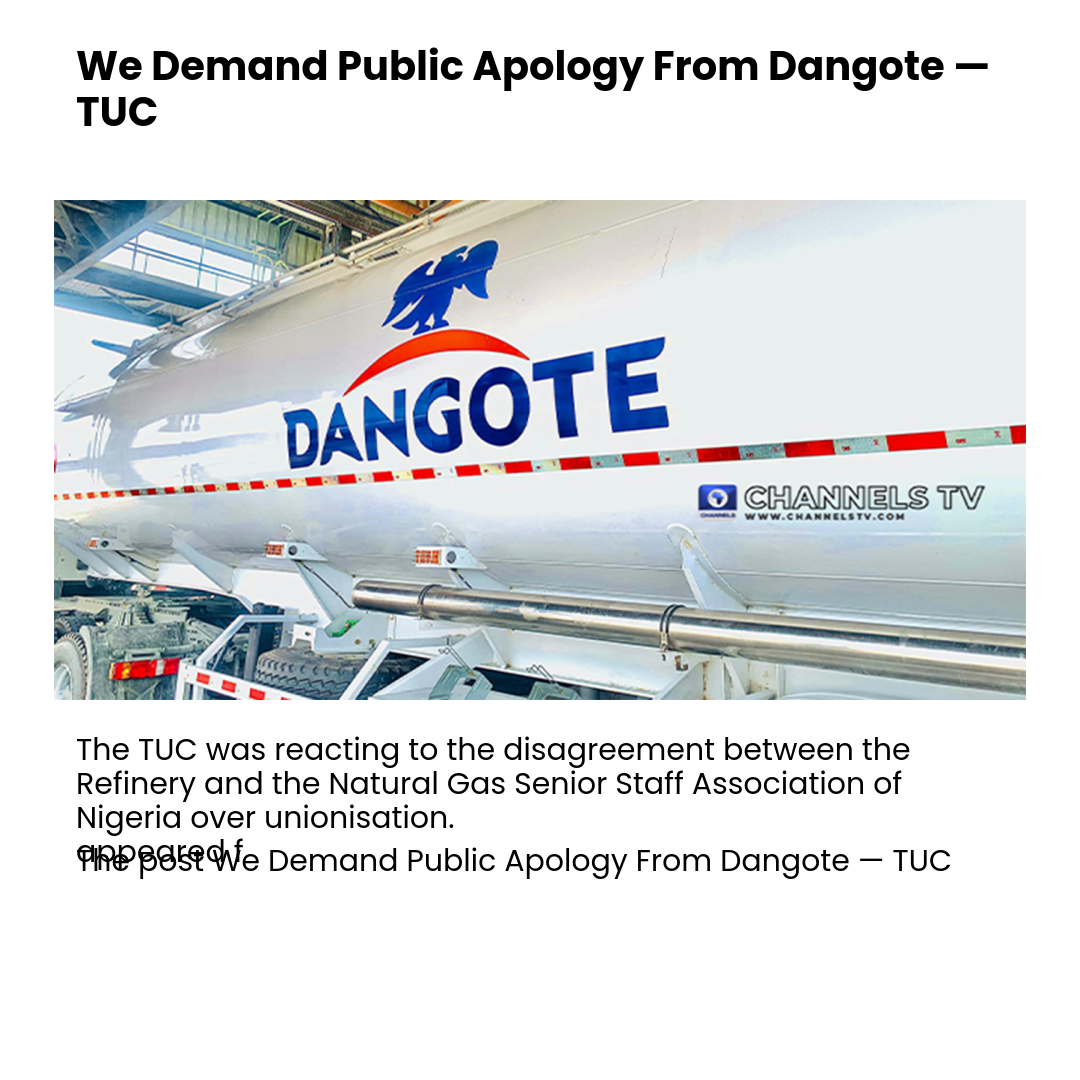 We Demand Public Apology From Dangote —
TUC
DANGOTE
CHANNELS TV
CHANNELS
WWW.CHANNELSTV.COM
The TUC was reacting to the disagreement between the
Refinery and the Natural Gas Senior Staff Association of
Nigeria over unionisation.
appeared f
The post We Demand Public Apology From Dangote — TUC